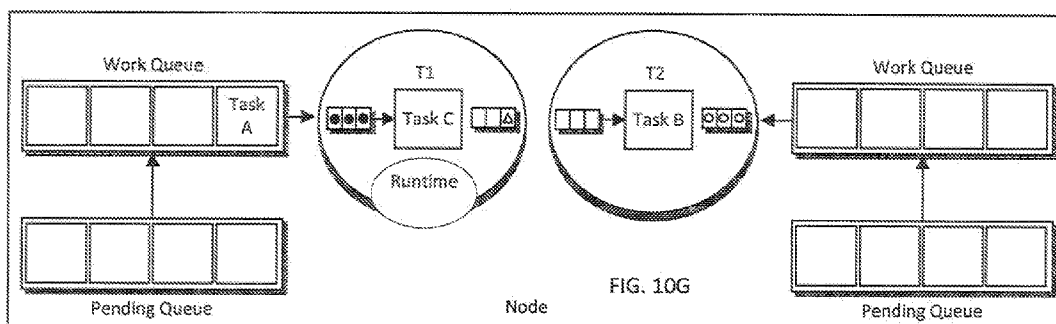 Work Queue
T1
T2
Work Queue
Task
A
Task C
Task B
Runtime
Pending Queue
Node
FIG. 10G
Pending Queue